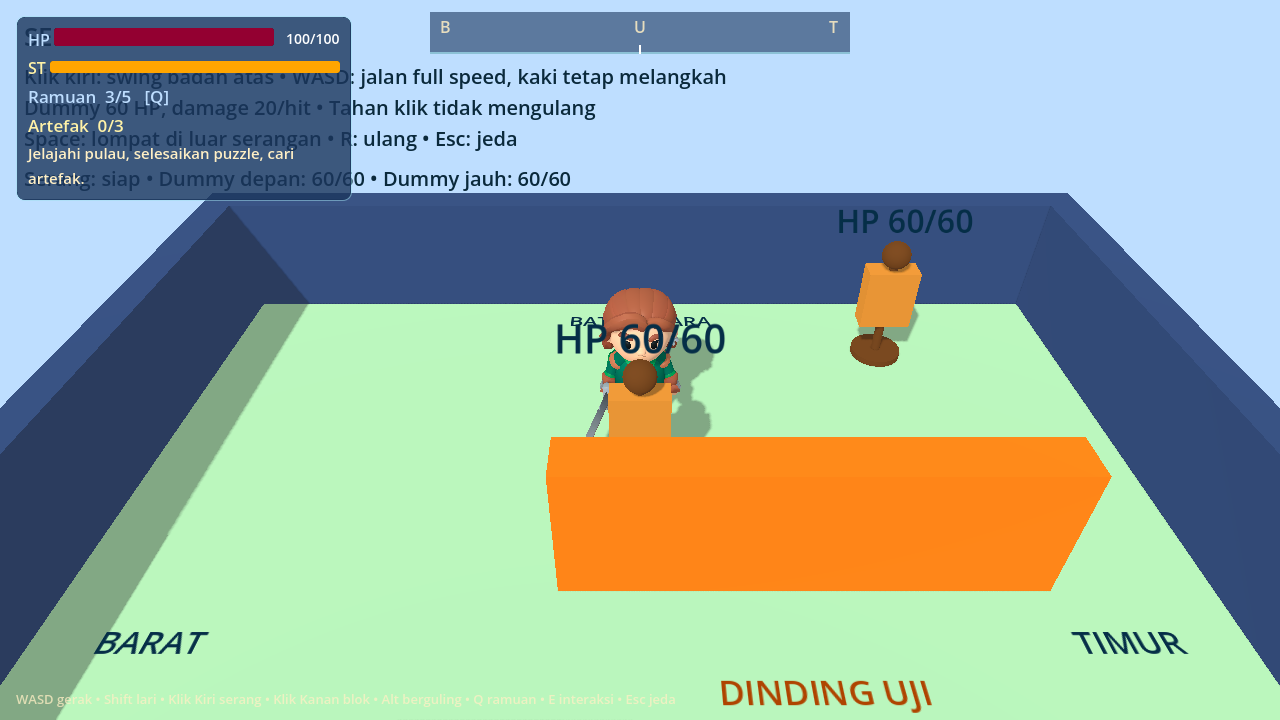 HP 100/100
ST
Ramuan 3/5 [Q]
Artefak 0/3
Jelajahi pulau, selesaikan puzzle, cari
artefak.
B U T
Klik kiri: swing badan atas • WASD: jalan full speed, kaki tetap melangkah
Dummy 60 HP, damage 20/hit • Tahan klik tidak mengulang
Space: lompat di luar serangan • R: ulang • Esc: jeda
siap • Dummy depan: 60/60 • Dummy jauh: 60/60
HP 60/60
HP 60/60
BARAT
TIMUR
DINDING UJI
WASD gerak • Shift lari • Klik Kiri serang • Klik Kanan blok • Alt berguling • Q ramuan • E interaksi • Esc jeda